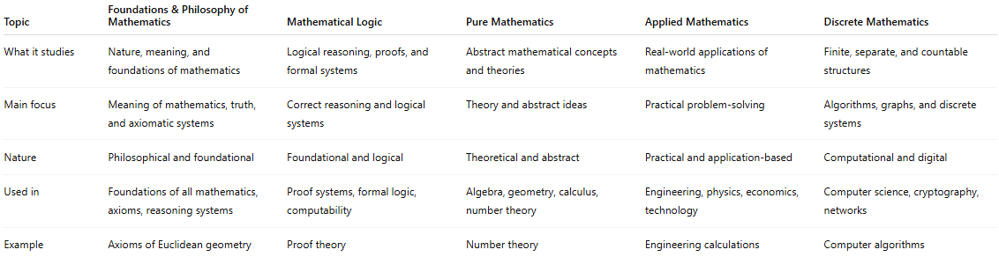 Topic
Foundations & Philosophy of
Mathematics
Mathematical Logic
Pure Mathematics
Applied Mathematics
Discrete Mathematics
What it studies
Nature, meaning, and
foundations of mathematics
Logical reasoning, proofs, and
formal systems
Abstract mathematical concepts
and theories
Real-world applications of
mathematics
Finite, separate, and countable
structures
Main focus
Meaning of mathematics, truth,
and axiomatic systems
Correct reasoning and logical
systems
Theory and abstract ideas
Practical problem-solving
Algorithms, graphs, and discrete
systems
Nature
Philosophical and foundational
Foundational and logical
Theoretical and abstract
Practical and application-based
Computational and digital
Used in
Foundations of all mathematics,
axioms, reasoning systems
Proof systems, formal logic,
computability
Algebra, geometry, calculus,
number theory
Engineering, physics, economics,
technology
Computer science, cryptography,
networks
Example
Axioms of Euclidean geometry
Proof theory
Number theory
Engineering calculations
Computer algorithms